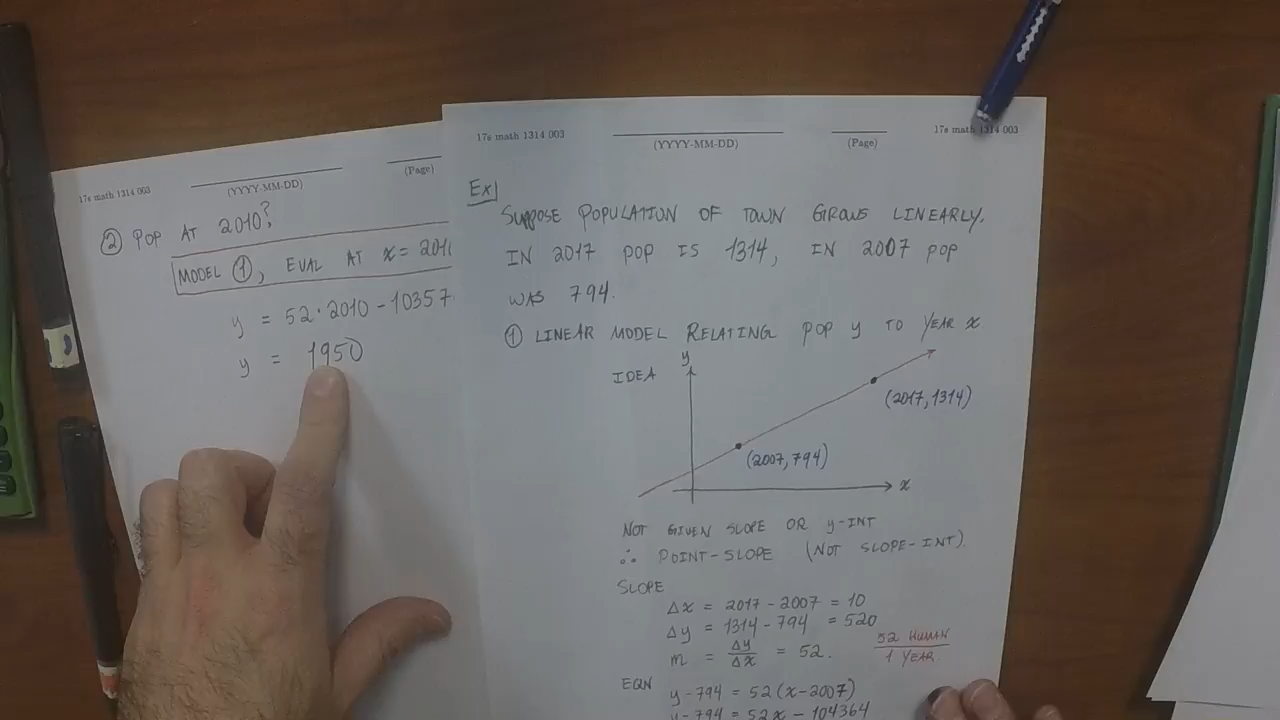 17s math 1314 003
(YYYY-MM-DD)
(Page)
② POP AT 2010?
MODEL ①, EVAL AT x = 201
y = 52·2010 - 10357
y = 1950
17s math 1314 003
(YYYY-MM-DD)
(Page)
17s math 1314 003
Ex|
SUPPOSE POPULATION OF TOWN GROWS LINEARLY.
IN 2017 POP IS 1314, IN 2007 POP
WAS 794.
① LINEAR MODEL RELATING POP y TO YEAR x
IDEA
y
(2017, 1314)
(2007, 794)
x
NOT GIVEN SLOPE OR y-INT
∴ POINT-SLOPE (NOT SLOPE-INT).
SLOPE
Δx = 2017 - 2007 = 10
Δy = 1314 - 794 = 520
m = Δy/Δx = 52.
52 HUMAN
1 YEAR
EQN
y - 794 = 52(x - 2007)
y - 794 = 52x - 104364